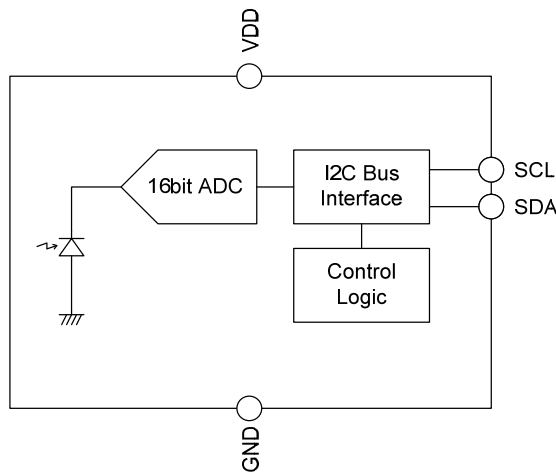 VDD
16bit ADC
I2C Bus
Interface
SCL
SDA
Control
Logic
GND